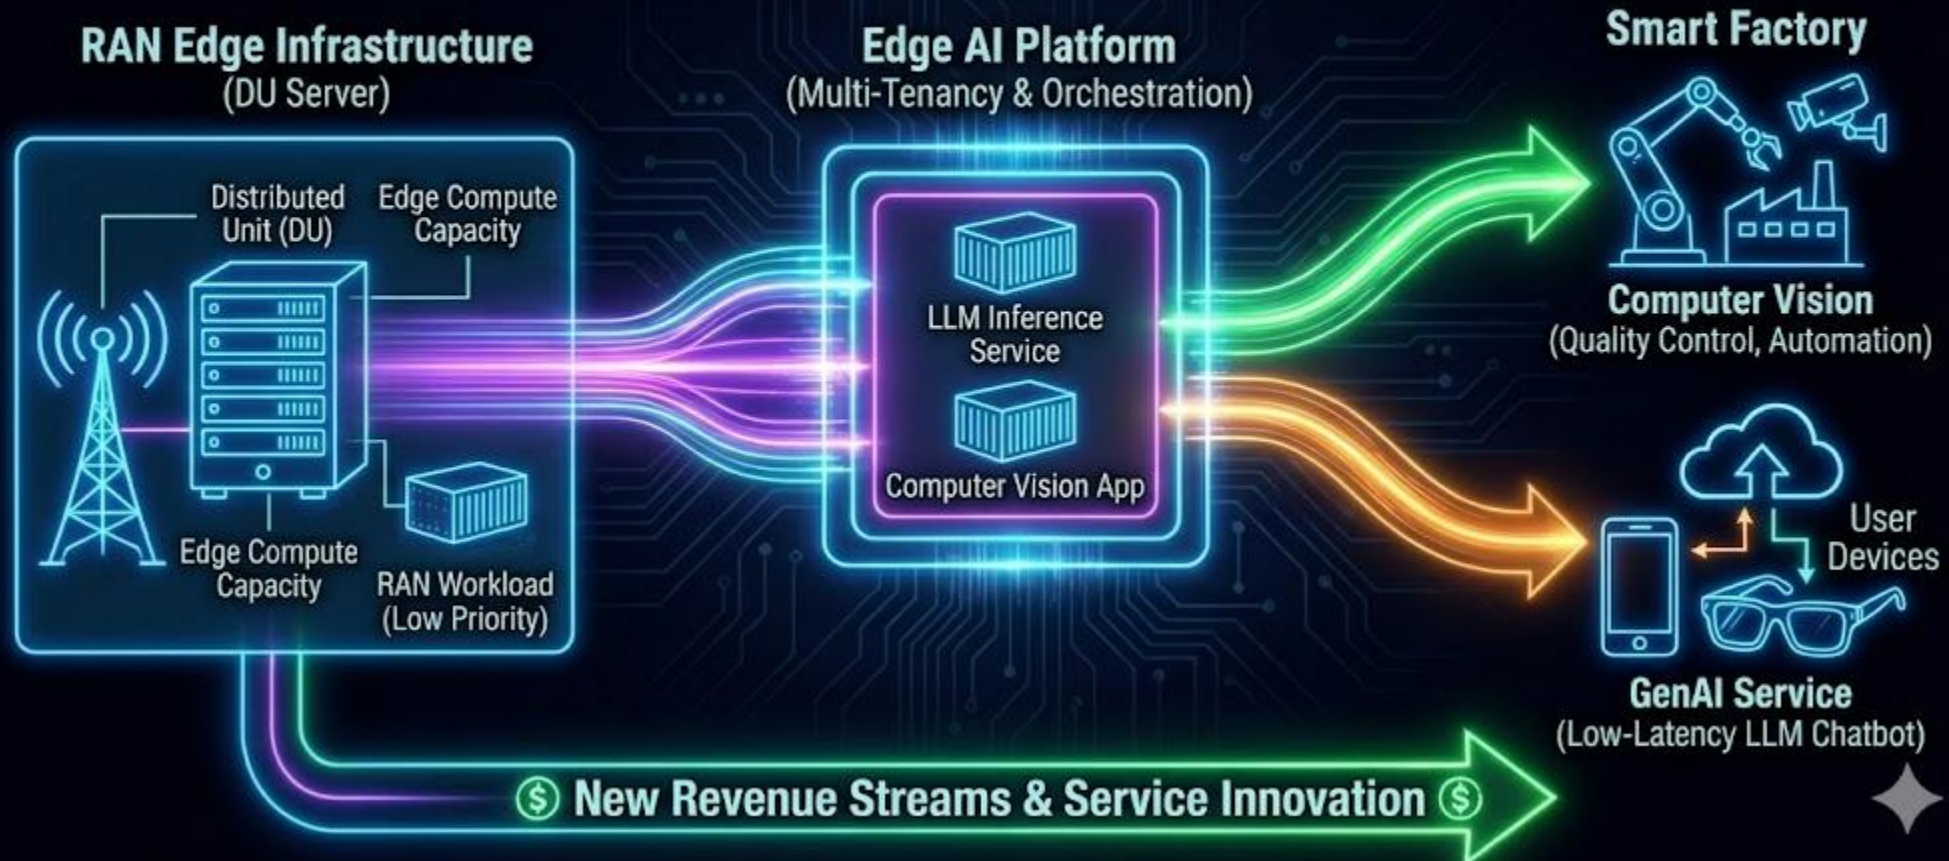 RAN Edge Infrastructure
(DU Server)
Distributed
Unit (DU)
Edge Compute
Capacity
Edge Compute
Capacity
RAN Workload
(Low Priority)
Edge AI Platform
(Multi-Tenancy & Orchestration)
LLM Inference
Service
Computer Vision App
Smart Factory
Computer Vision
(Quality Control, Automation)
User
Devices
GenAI Service
(Low-Latency LLM Chatbot)
$ New Revenue Streams & Service Innovation $